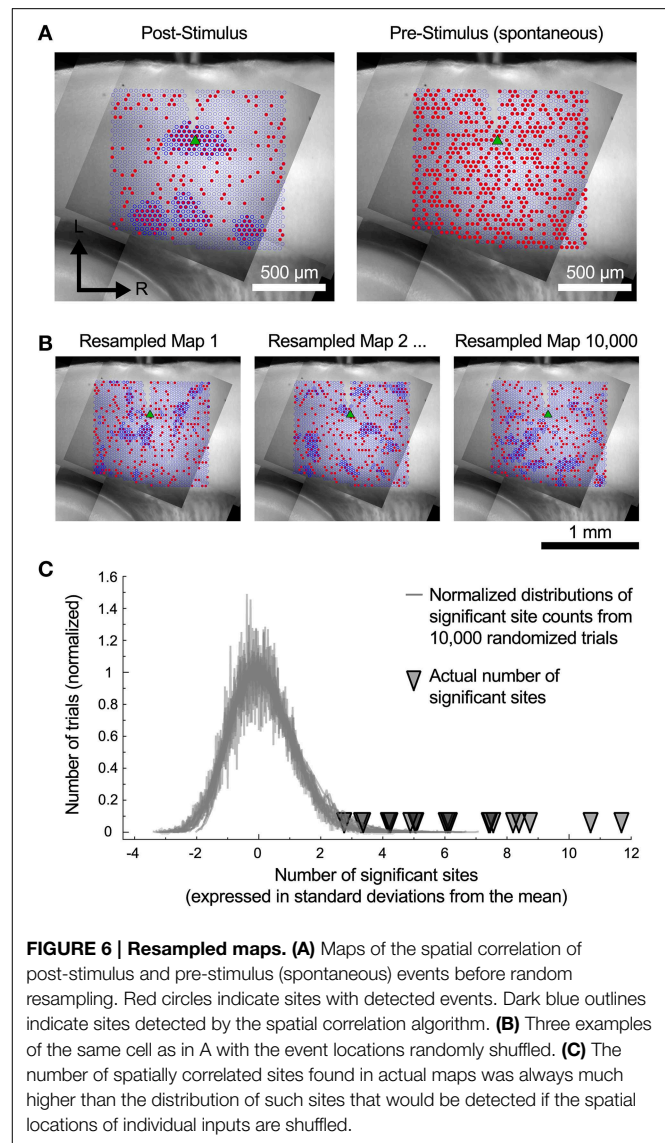 A
Post-Stimulus
Pre-Stimulus (spontaneous)
L
R
500 µm
500 µm
B
Resampled Map 1
Resampled Map 2 ...
Resampled Map 10,000
1 mm
C
1.6
1.4
1.2
1
0.8
0.6
0.4
0.2
0
Number of trials (normalized)
Normalized distributions of
significant site counts from
10,000 randomized trials
Actual number of
significant sites
-4
-2
0
2
4
6
8
10
12
Number of significant sites
(expressed in standard deviations from the mean)
FIGURE 6 | Resampled maps. (A) Maps of the spatial correlation of
post-stimulus and pre-stimulus (spontaneous) events before random
resampling. Red circles indicate sites with detected events. Dark blue outlines
indicate sites detected by the spatial correlation algorithm. (B) Three examples
of the same cell as in A with the event locations randomly shuffled. (C) The
number of spatially correlated sites found in actual maps was always much
higher than the distribution of such sites that would be detected if the spatial
locations of individual inputs are shuffled.